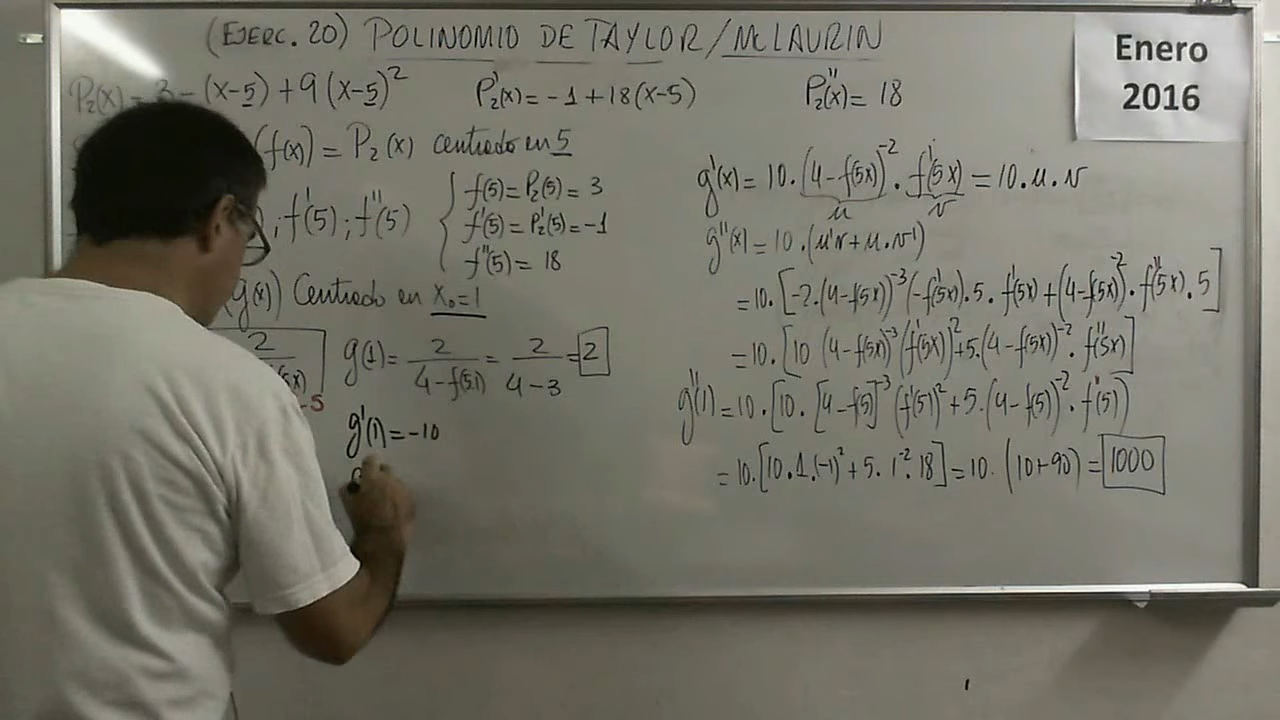 (EJERC. 20) POLINOMIO DE TAYLOR/McLAURIN
Enero
2016
P₂(x) = 3 - (x-5) + 9(x-5)²
P₂'(x) = -1 + 18(x-5)
P₂''(x) = 18
(f(x)) = P₂(x) centrado en 5
; f'(5) ; f''(5)
f(5) = P₂(5) = 3
f'(5) = P₂'(5) = -1
f''(5) = 18
(g(x)) Centrado en x₀=1
2
g(1) = 2/(4-f(5.1)) = 2/(4-3) = 2
g'(1) = -10
g'(x) = 10.(4-f(5x))⁻².f'(5x) = 10.u.v
u v
g''(x) = 10.(u'v+u.v')
= 10.[-2.(4-f(5x))⁻³(-f'(5x).5.f'(5x)+(4-f(5x))⁻².f''(5x).5]
= 10.[10 (4-f(5x))⁻³(f'(5x))²+5.(4-f(5x))⁻².f''(5x)]
g''(1) = 10.[10.[4-f(5)]⁻³(f'(5))²+5.(4-f(5))⁻².f''(5))
= 10.[10.1.(-1)²+5.1⁻².18] = 10.(10+90) = 1000